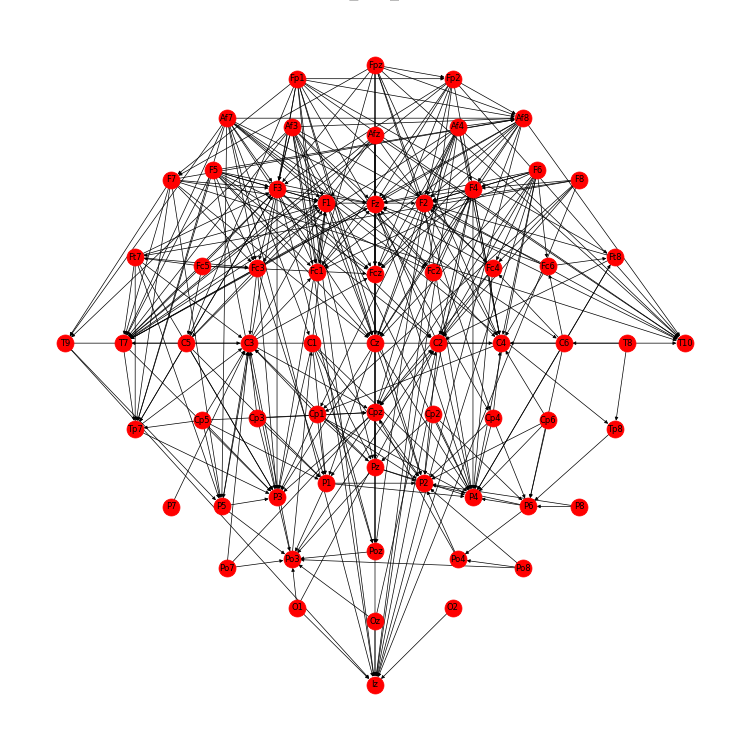 Fpz
Fp1 Fp2
Af7 Af8
Af3 Afz Af4
F7 F5 F6 F8
F3 F4
F1 Fz F2
Fc7 Fc8
Fc5 Fc3 Fc1 Fcz Fc2 Fc4 Fc6
T9 T7 C5 C3 C1 Cz C2 C4 C6 T8 T10
Cp5 Cp3 Cp1 Cpz Cp2 Cp4 Cp6
Tp7 Tp8
Pz
P1 P2
P3 P4
P7 P5 P6 P8
Po3 Poz Po4
Po7 Po8
O1 O2
Oz
Iz